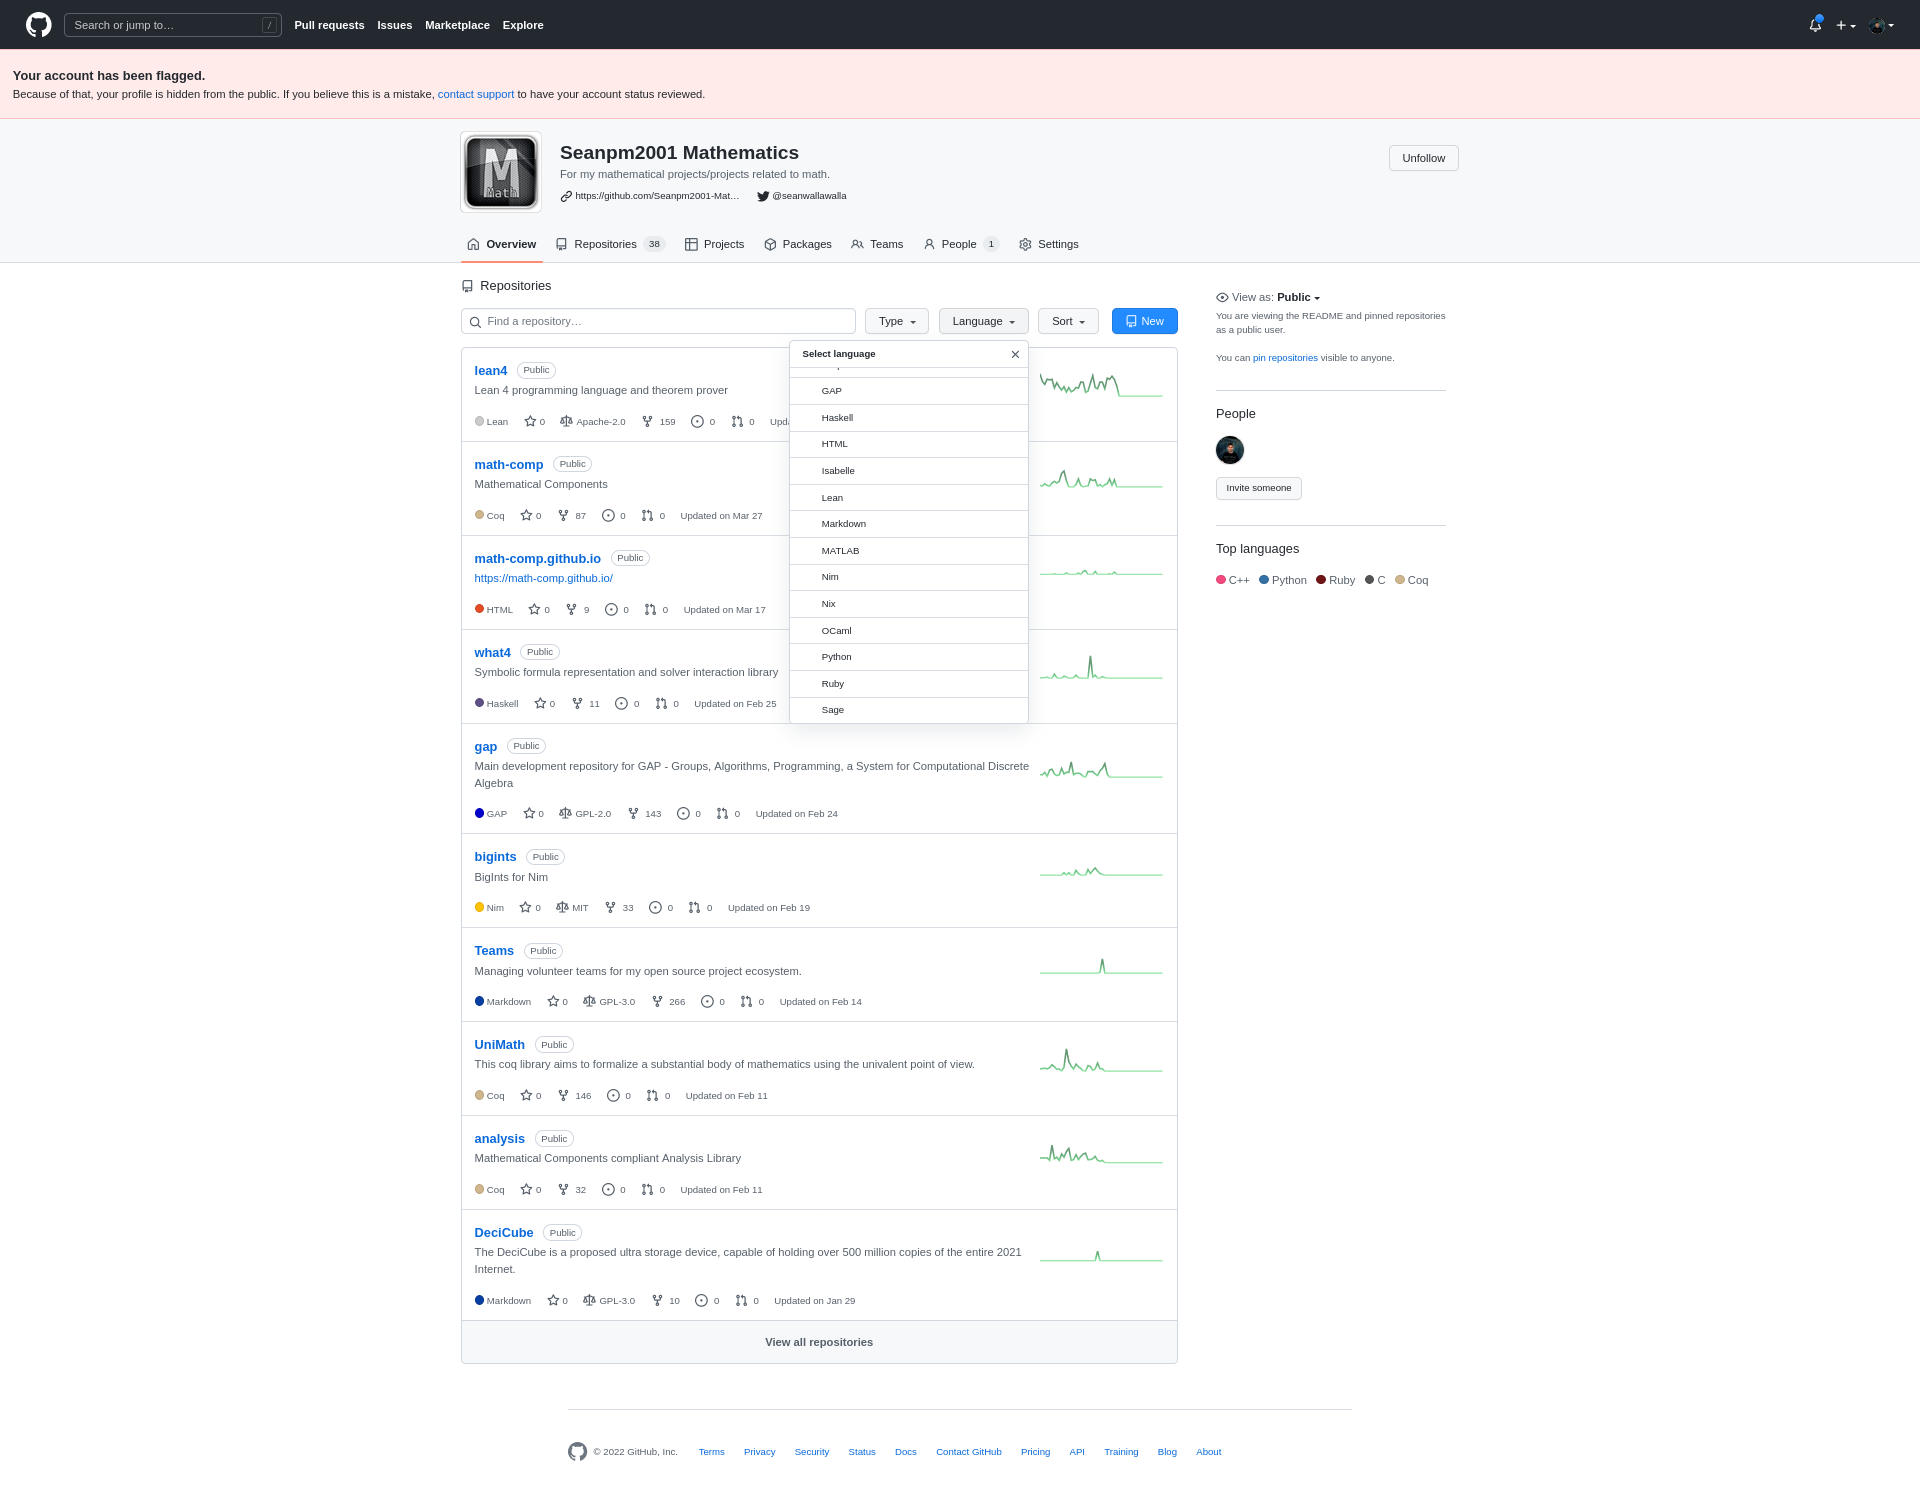 Search or jump to… /
Pull requests Issues Marketplace Explore
Your account has been flagged.
Because of that, your profile is hidden from the public. If you believe this is a mistake, contact support to have your account status reviewed.
M
Math
Seanpm2001 Mathematics
For my mathematical projects/projects related to math.
https://github.com/Seanpm2001-Mat… @seanwallawalla
Unfollow
Overview Repositories 38 Projects Packages Teams People 1 Settings
Repositories
Find a repository… Type Language Sort New
Select language
GAP
Haskell
HTML
Isabelle
Lean
Markdown
MATLAB
Nim
Nix
OCaml
Python
Ruby
Sage
lean4 Public
Lean 4 programming language and theorem prover
Lean 0 Apache-2.0 159 0 0
math-comp Public
Mathematical Components
Coq 0 87 0 0 Updated on Mar 27
math-comp.github.io Public
https://math-comp.github.io/
HTML 0 9 0 0 Updated on Mar 17
what4 Public
Symbolic formula representation and solver interaction library
Haskell 0 11 0 0 Updated on Feb 25
gap Public
Main development repository for GAP - Groups, Algorithms, Programming, a System for Computational Discrete
Algebra
GAP 0 GPL-2.0 143 0 0 Updated on Feb 24
bigints Public
BigInts for Nim
Nim 0 MIT 33 0 0 Updated on Feb 19
Teams Public
Managing volunteer teams for my open source project ecosystem.
Markdown 0 GPL-3.0 266 0 0 Updated on Feb 14
UniMath Public
This coq library aims to formalize a substantial body of mathematics using the univalent point of view.
Coq 0 146 0 0 Updated on Feb 11
analysis Public
Mathematical Components compliant Analysis Library
Coq 0 32 0 0 Updated on Feb 11
DeciCube Public
The DeciCube is a proposed ultra storage device, capable of holding over 500 million copies of the entire 2021
Internet.
Markdown 0 GPL-3.0 10 0 0 Updated on Jan 29
View all repositories
View as: Public
You are viewing the README and pinned repositories
as a public user.
You can pin repositories visible to anyone.
People
Invite someone
Top languages
C++ Python Ruby C Coq
© 2022 GitHub, Inc. Terms Privacy Security Status Docs Contact GitHub Pricing API Training Blog About